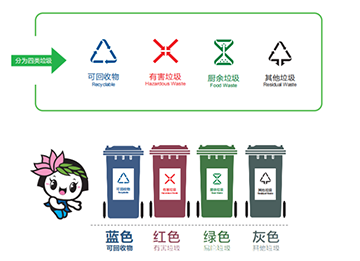 分为四类垃圾
可回收物 有害垃圾 厨余垃圾 其他垃圾
Recyclable Hazardous Waste Food Waste Residual Waste
可回收物 有害垃圾 厨余垃圾 其他垃圾
蓝色 红色 绿色 灰色
可回收物 有害垃圾 易腐垃圾 其他垃圾